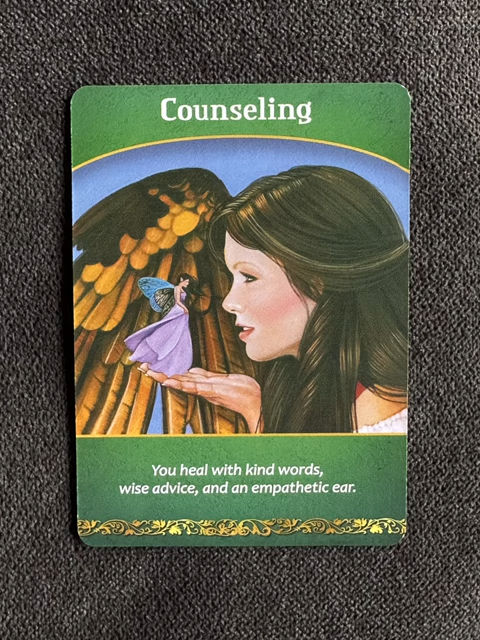 Counseling
You heal with kind words,
wise advice, and an empathetic ear.